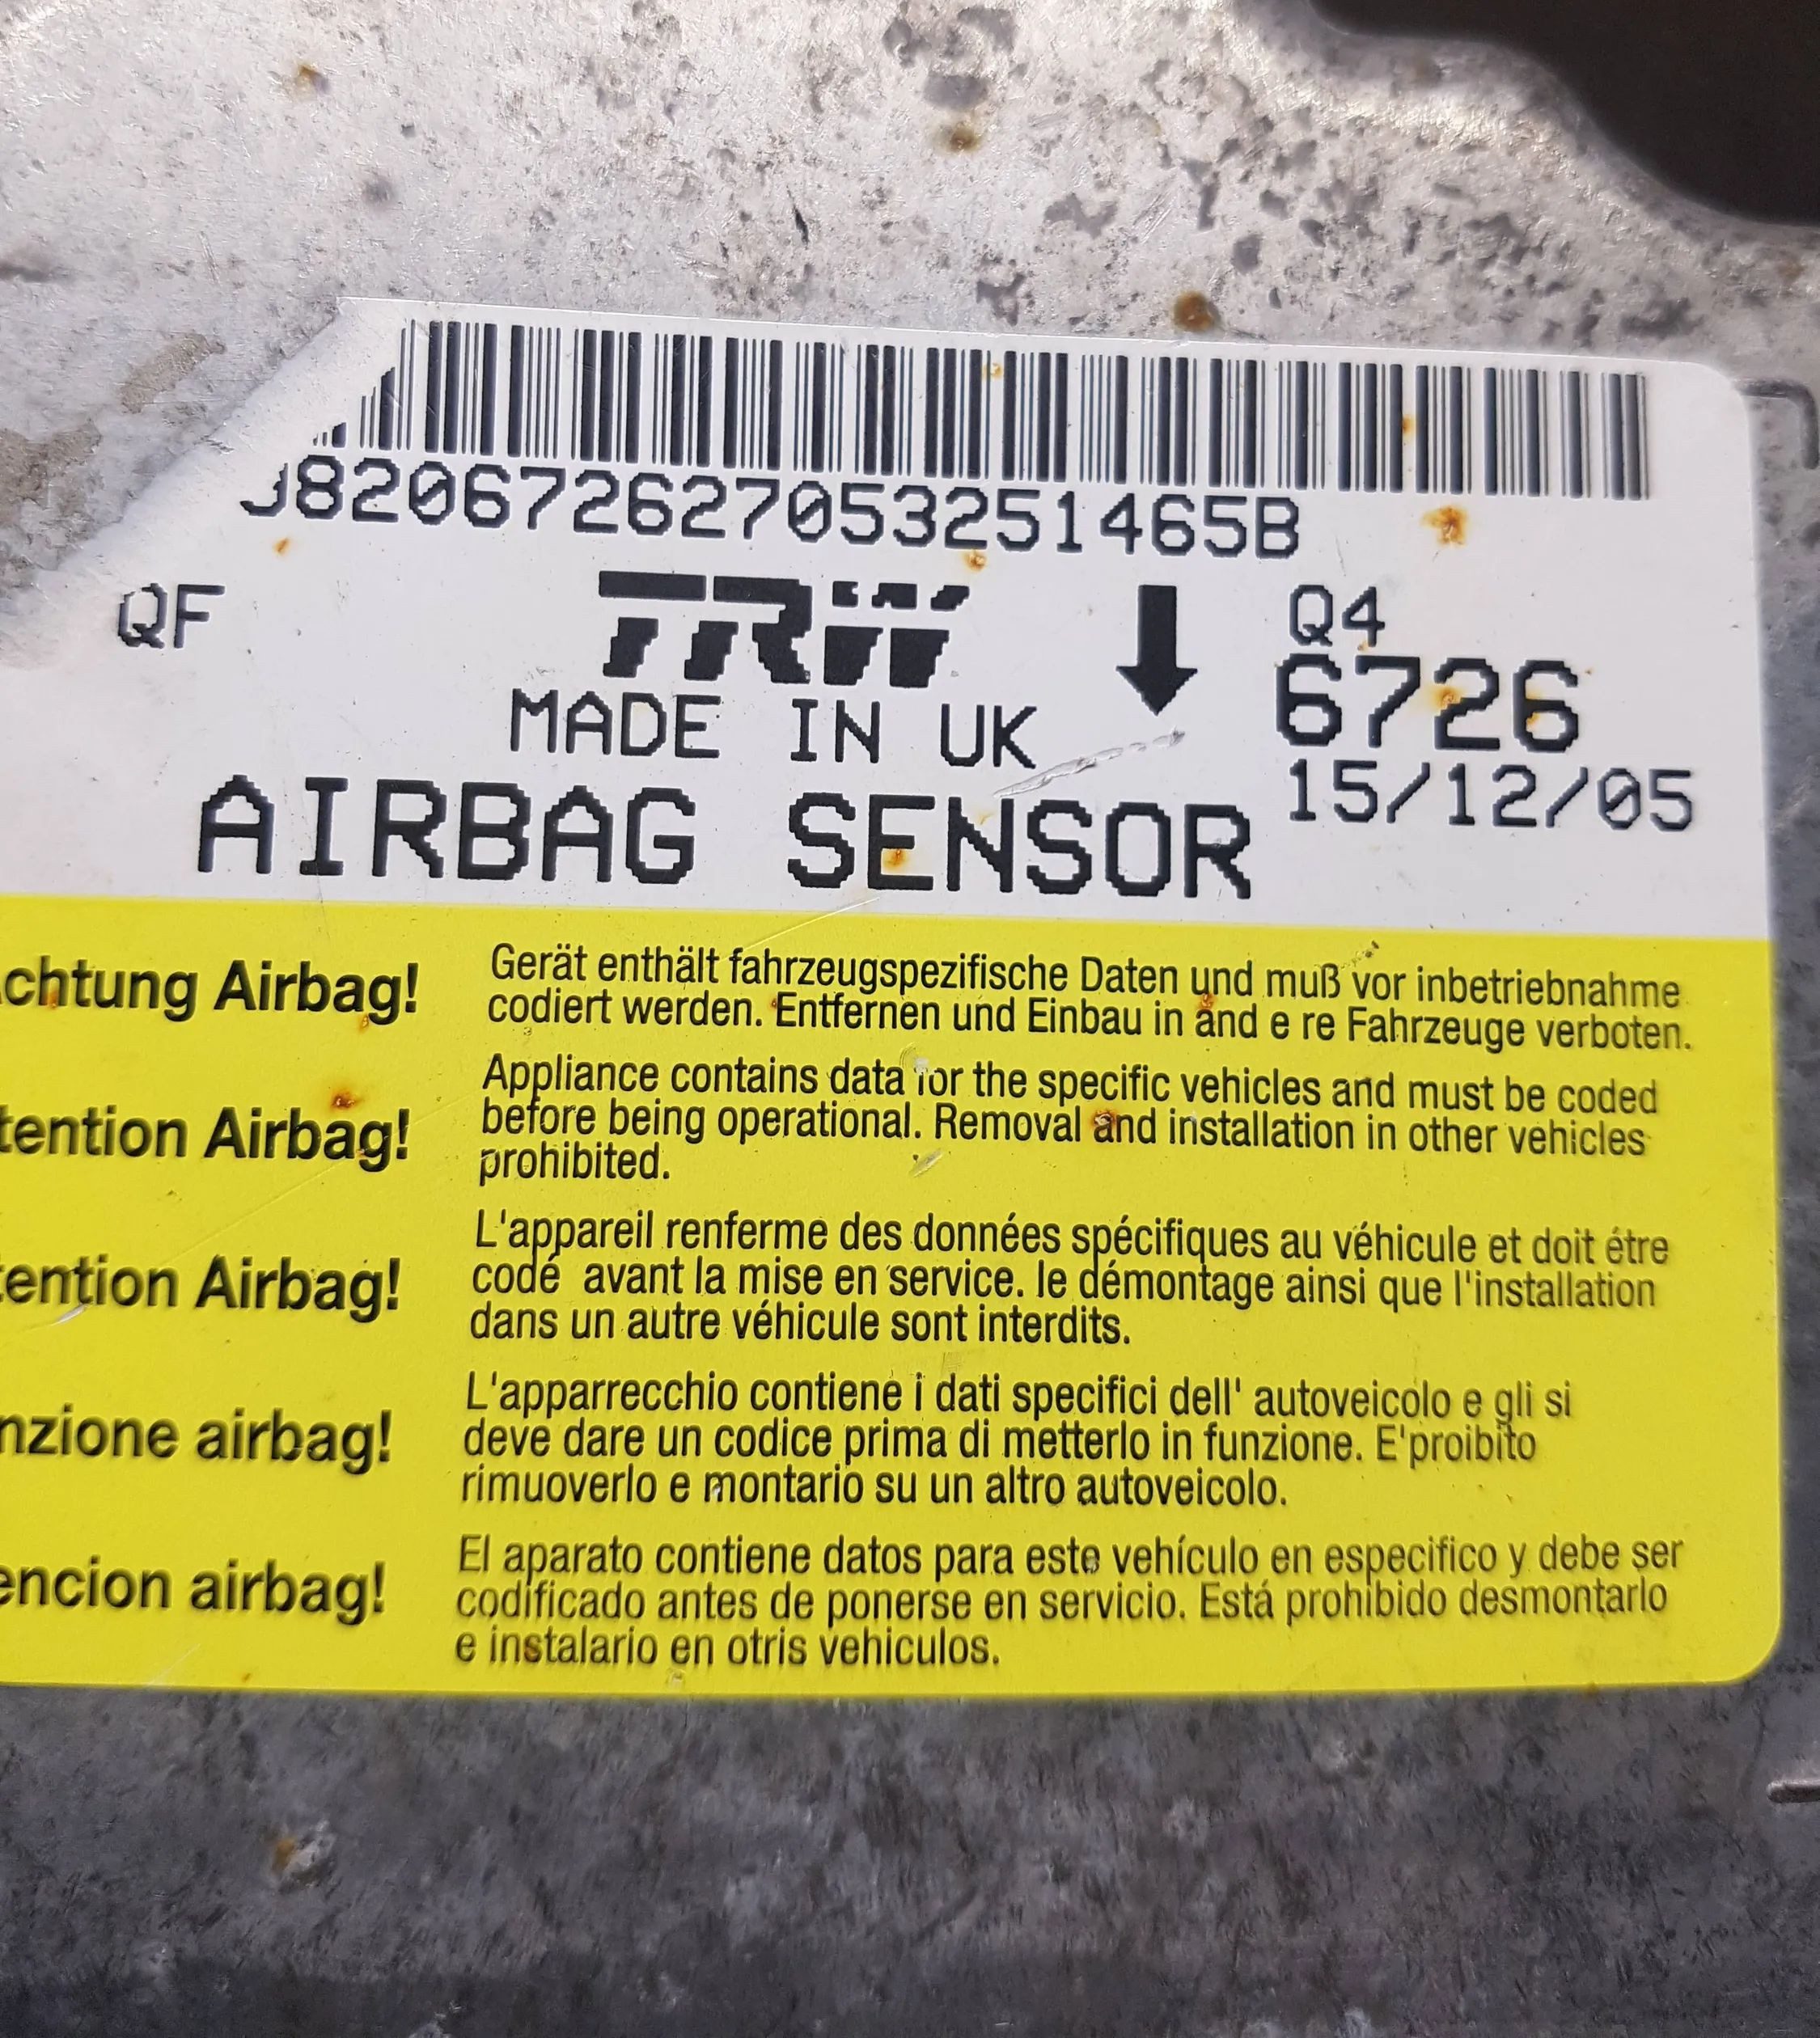 J820672627053251465B
QF
TRW
Q4
MADE IN UK
6726
AIRBAG SENSOR
15/12/05
chtung Airbag!
Gerät enthält fahrzeugspezifische Daten und muß vor inbetriebnahme
codiert werden. Entfernen und Einbau in and e re Fahrzeuge verboten.
tention Airbag!
Appliance contains data for the specific vehicles and must be coded
before being operational. Removal and installation in other vehicles
prohibited.
tention Airbag!
L'appareil renferme des données spécifiques au véhicule et doit étre
codé avant la mise en service. le démontage ainsi que l'installation
dans un autre véhicule sont interdits.
nzione airbag!
L'apparrecchio contiene i dati specifici dell' autoveicolo e gli si
deve dare un codice prima di metterlo in funzione. E'proibito
rimuoverlo e montario su un altro autoveicolo.
encion airbag!
El aparato contiene datos para este vehículo en especifico y debe ser
codificado antes de ponerse en servicio. Está prohibido desmontarlo
e instalario en otris vehiculos.